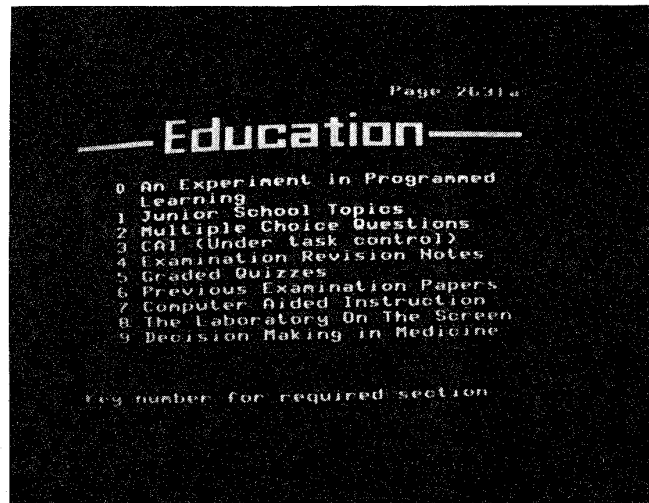 Page 2631a
Education
0 An Experiment in Programmed
Learning
1 Junior School Topics
2 Multiple Choice Questions
3 CAI (Under task control)
4 Examination Revision Notes
5 Graded Quizzes
6 Previous Examination Papers
7 Computer Aided Instruction
8 The Laboratory On The Screen
9 Decision Making in Medicine
Key number for required section